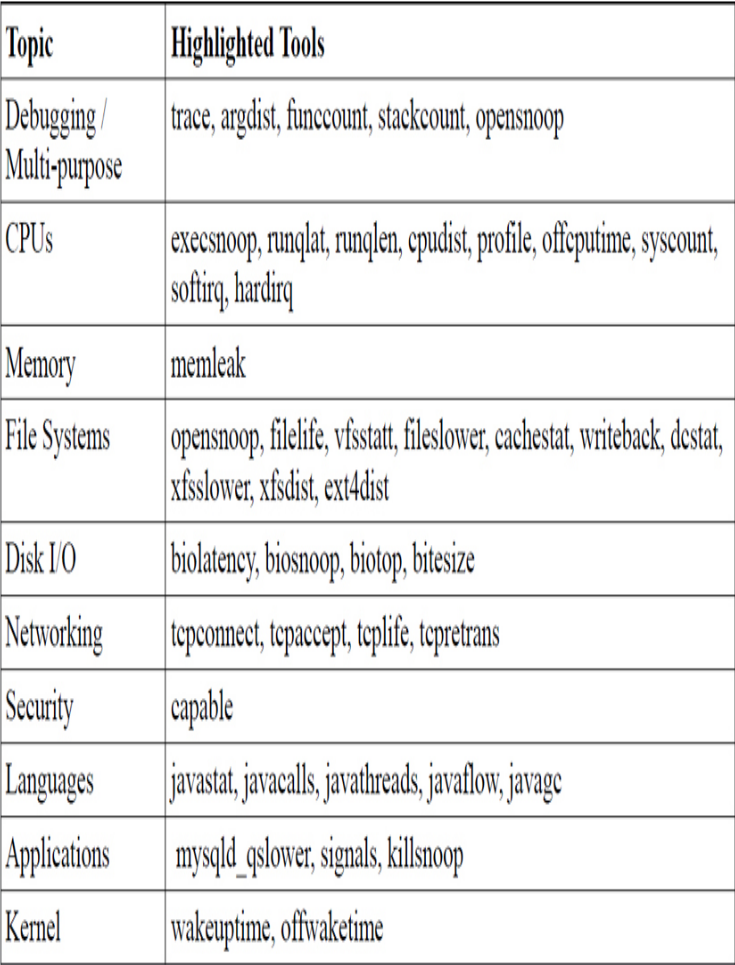 Topic Highlighted Tools
Debugging / trace, argdist, funccount, stackcount, opensnoop
Multi-purpose
CPUs execsnoop, runqlat, runqlen, cpudist, profile, offcputime, syscount,
softirq, hardirq
Memory memleak
File Systems opensnoop, filelife, vfsstatt, fileslower, cachestat, writeback, dcstat,
xfsslower, xfsdist, ext4dist
Disk I/O biolatency, biosnoop, biotop, bitesize
Networking tcpconnect, tcpaccept, tcplife, tcpretrans
Security capable
Languages javastat, javacalls, javathreads, javaflow, javagc
Applications mysqld_qslower, signals, killsnoop
Kernel wakeuptime, offwaketime